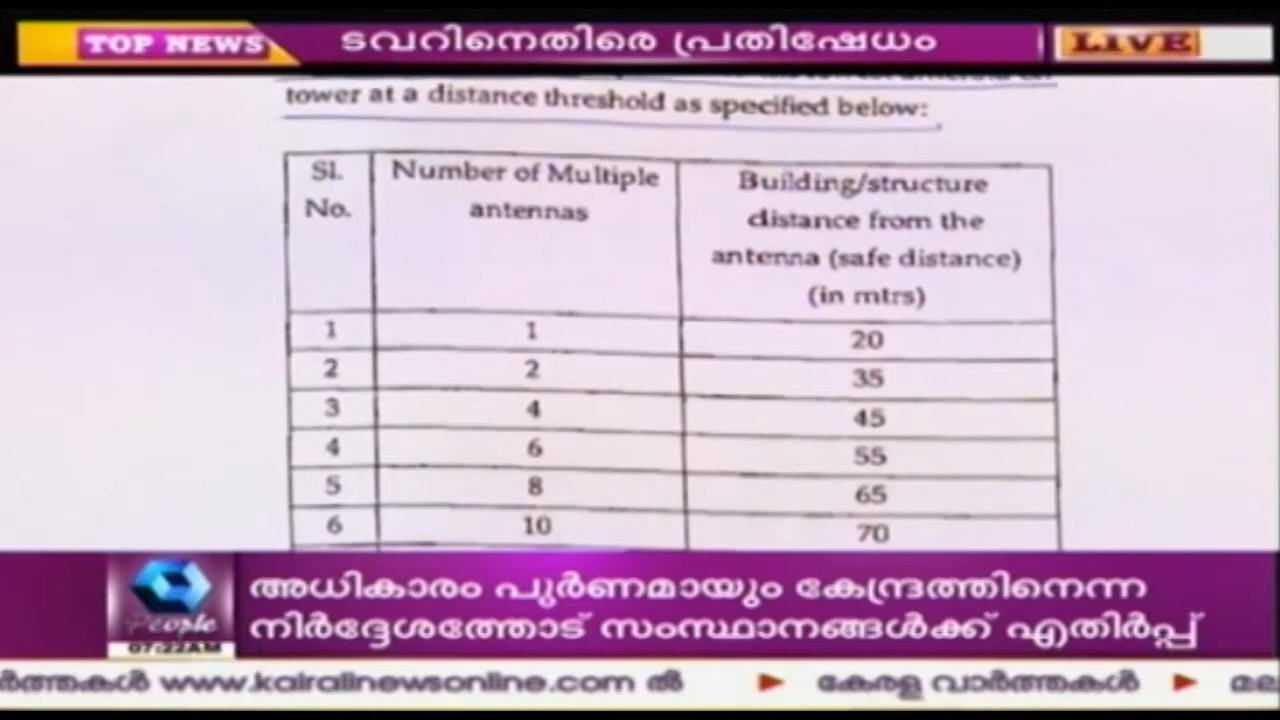 TOP NEWS
ടവറിനെതിരെ പ്രതിഷേധം
LIVE
tower at a distance threshold as specified below:
Sl. No. Number of Multiple antennas Building/structure distance from the antenna (safe distance) (in mtrs)
1 1 20
2 2 35
3 4 45
4 6 55
5 8 65
6 10 70
People
07:22AM
അധികാരം പൂർണമായും കേന്ദ്രത്തിനെന്ന
നിർദ്ദേശത്തോട് സംസ്ഥാനങ്ങൾക്ക് എതിർപ്പ്
www.kairalinewsonline.com ൽ ▶ കേരള വാർത്തകൾ ▶